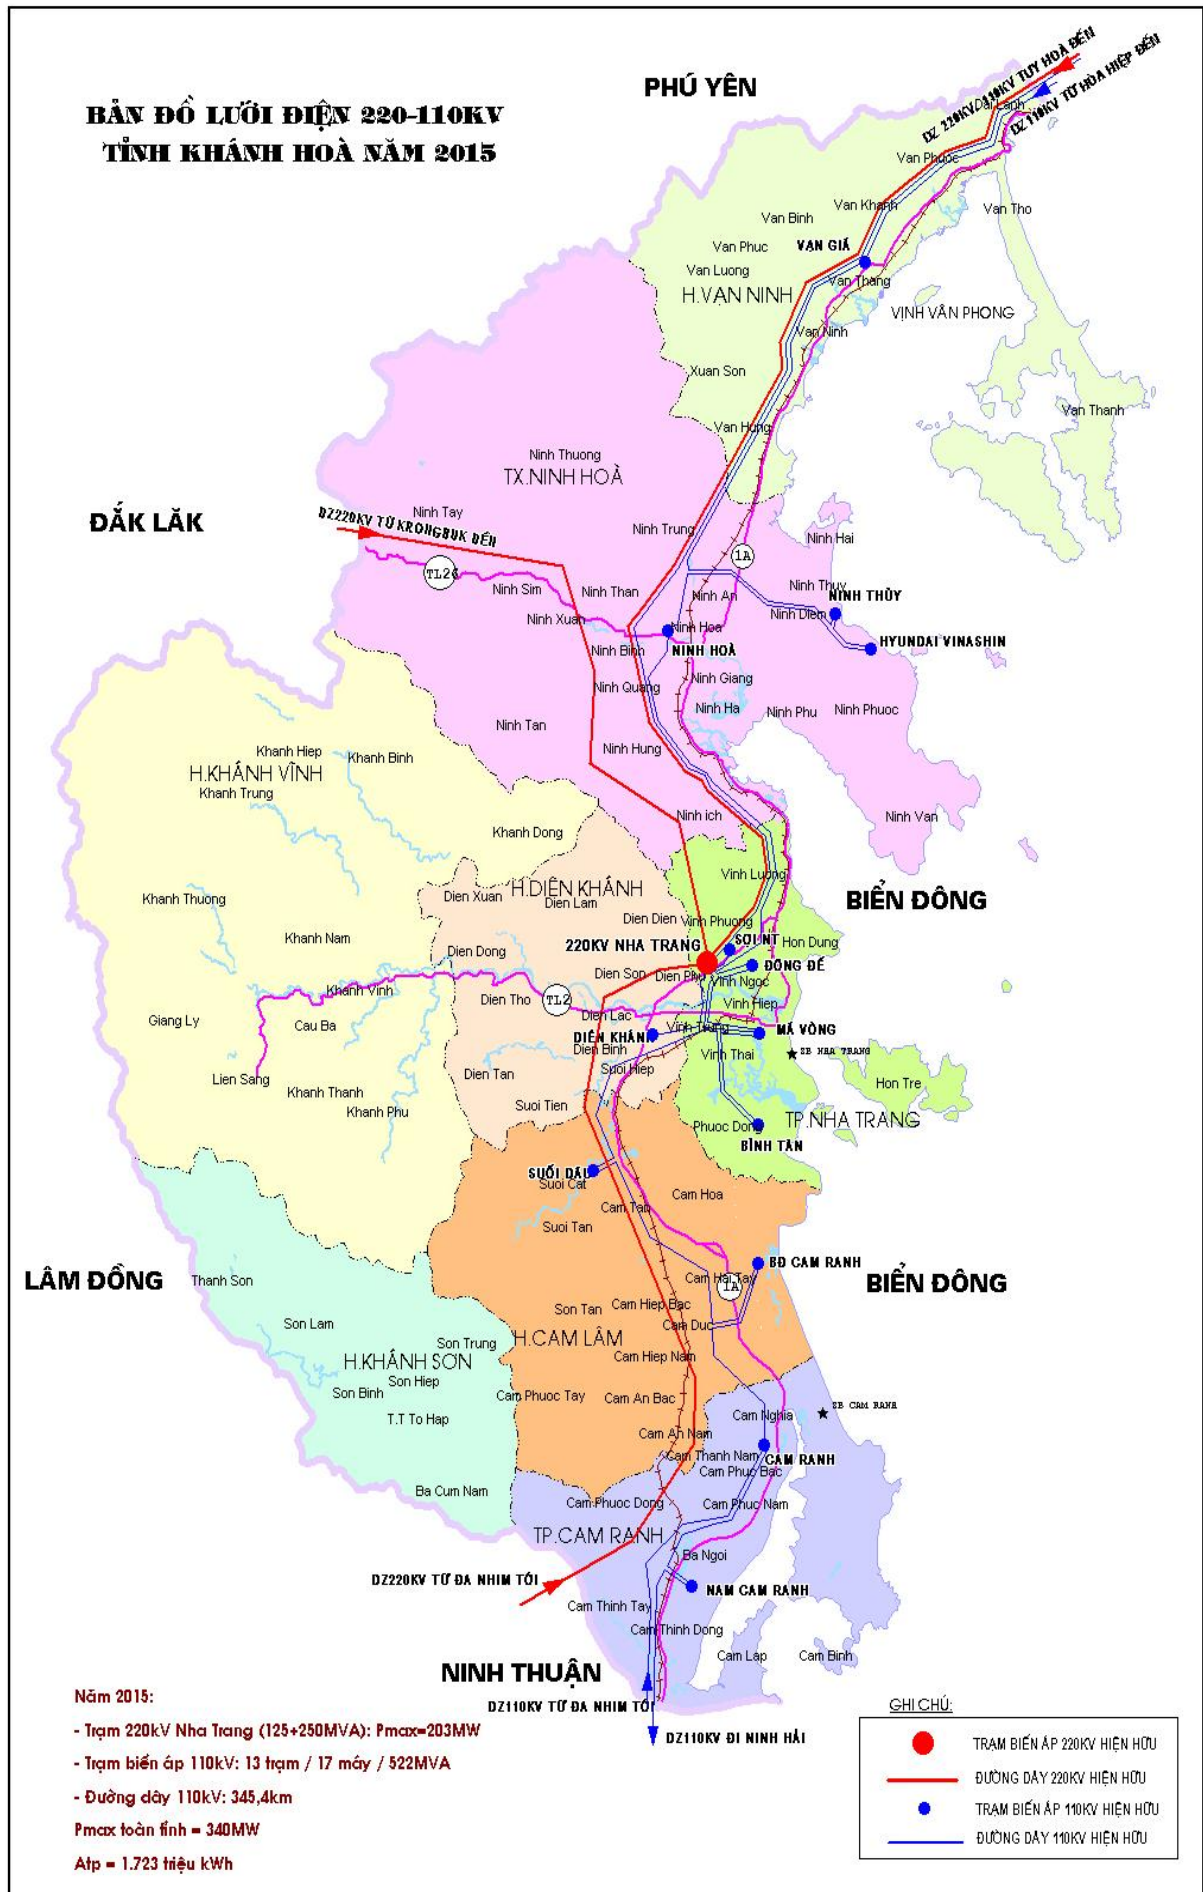 BẢN ĐỒ LƯỚI ĐIỆN 220-110KV
TỈNH KHÁNH HOÀ NĂM 2015
PHÚ YÊN
DZ 220KV, 110KV TUY HOÀ ĐẾN
DZ 110KV TỪ HÒA HIỆP ĐẾN
Dai Lanh
Van Phuoc
Van Tho
Van Khanh
Van Binh
VẠN GIÃ
Van Phuc
Van Luong
Van Thang
H.VẠN NINH
VỊNH VÂN PHONG
Van Ninh
Xuan Son
Van Thanh
Van Hung
Ninh Thuong
TX.NINH HOÀ
ĐẮK LĂK
Ninh Tay
DZ220KV TỪ KRONGBUK ĐẾN
Ninh Trung
Ninh Hai
1A
TL26
Ninh Sim
Ninh Than
Ninh An
Ninh Thuy
NINH THỦY
Ninh Xuan
Ninh Diem
Ninh Hoa
HYUNDAI VINASHIN
Ninh Binh
NINH HOÀ
Ninh Quang
Ninh Giang
Ninh Ha
Ninh Phu
Ninh Phuoc
Ninh Tan
Ninh Hung
Khanh Hiep
Khanh Binh
H.KHÁNH VĨNH
Khanh Trung
Ninh ich
Ninh Van
Khanh Dong
Vinh Luong
H.DIÊN KHÁNH
Khanh Thuong
Dien Xuan
Dien Lam
BIỂN ĐÔNG
Dien Dien
Vinh Phuong
Khanh Nam
220KV NHA TRANG
SỢI NT
Hon Dung
Dien Dong
ĐỒNG ĐẾ
Dien Son
Dien Phu
Vinh Ngoc
Khanh Vinh
Dien Tho
TL2
Vinh Hiep
Giang Ly
Cau Ba
Dien Lac
Vinh Trung
DIÊN KHÁNH
MÃ VÒNG
Dien Binh
Vinh Thai
SB NHA TRANG
Lien Sang
Dien Tan
Suoi Hiep
Hon Tre
Khanh Thanh
Khanh Phu
Suoi Tien
TP.NHA TRANG
Phuoc Dong
BÌNH TÂN
SUỐI DẦU
Suoi Cat
Cam Hoa
Cam Tan
Suoi Tan
LÂM ĐỒNG
Thanh Son
BĐ CAM RANH
Cam Hai Tay
1A
BIỂN ĐÔNG
Son Tan
Cam Hiep Bac
Son Lam
Cam Duc
H.CAM LÂM
Son Trung
H.KHÁNH SƠN
Cam Hiep Nam
Son Hiep
Son Binh
Cam Phuoc Tay
Cam An Bac
T.T To Hap
Cam Nghia
SB CAM RANH
Cam An Nam
Cam Thanh Nam
CAM RANH
Cam Phuc Bac
Ba Cum Nam
Cam Phuoc Dong
Cam Phuc Nam
TP.CAM RANH
Ba Ngoi
DZ220KV TỪ ĐA NHIM TỚI
NAM CAM RANH
Cam Thinh Tay
Cam Thinh Dong
Cam Lap
Cam Binh
NINH THUẬN
DZ110KV TỪ ĐA NHIM TỚI
DZ110KV ĐI NINH HẢI
Năm 2015:
- Trạm 220kV Nha Trang (125+250MVA): Pmax=203MW
- Trạm biến áp 110kV: 13 trạm / 17 máy / 522MVA
- Đường dây 110kV: 345,4km
Pmax toàn tỉnh = 340MW
Atp = 1.723 triệu kWh
GHI CHÚ:
TRẠM BIẾN ÁP 220KV HIỆN HỮU
ĐƯỜNG DÂY 220KV HIỆN HỮU
TRẠM BIẾN ÁP 110KV HIỆN HỮU
ĐƯỜNG DÂY 110KV HIỆN HỮU